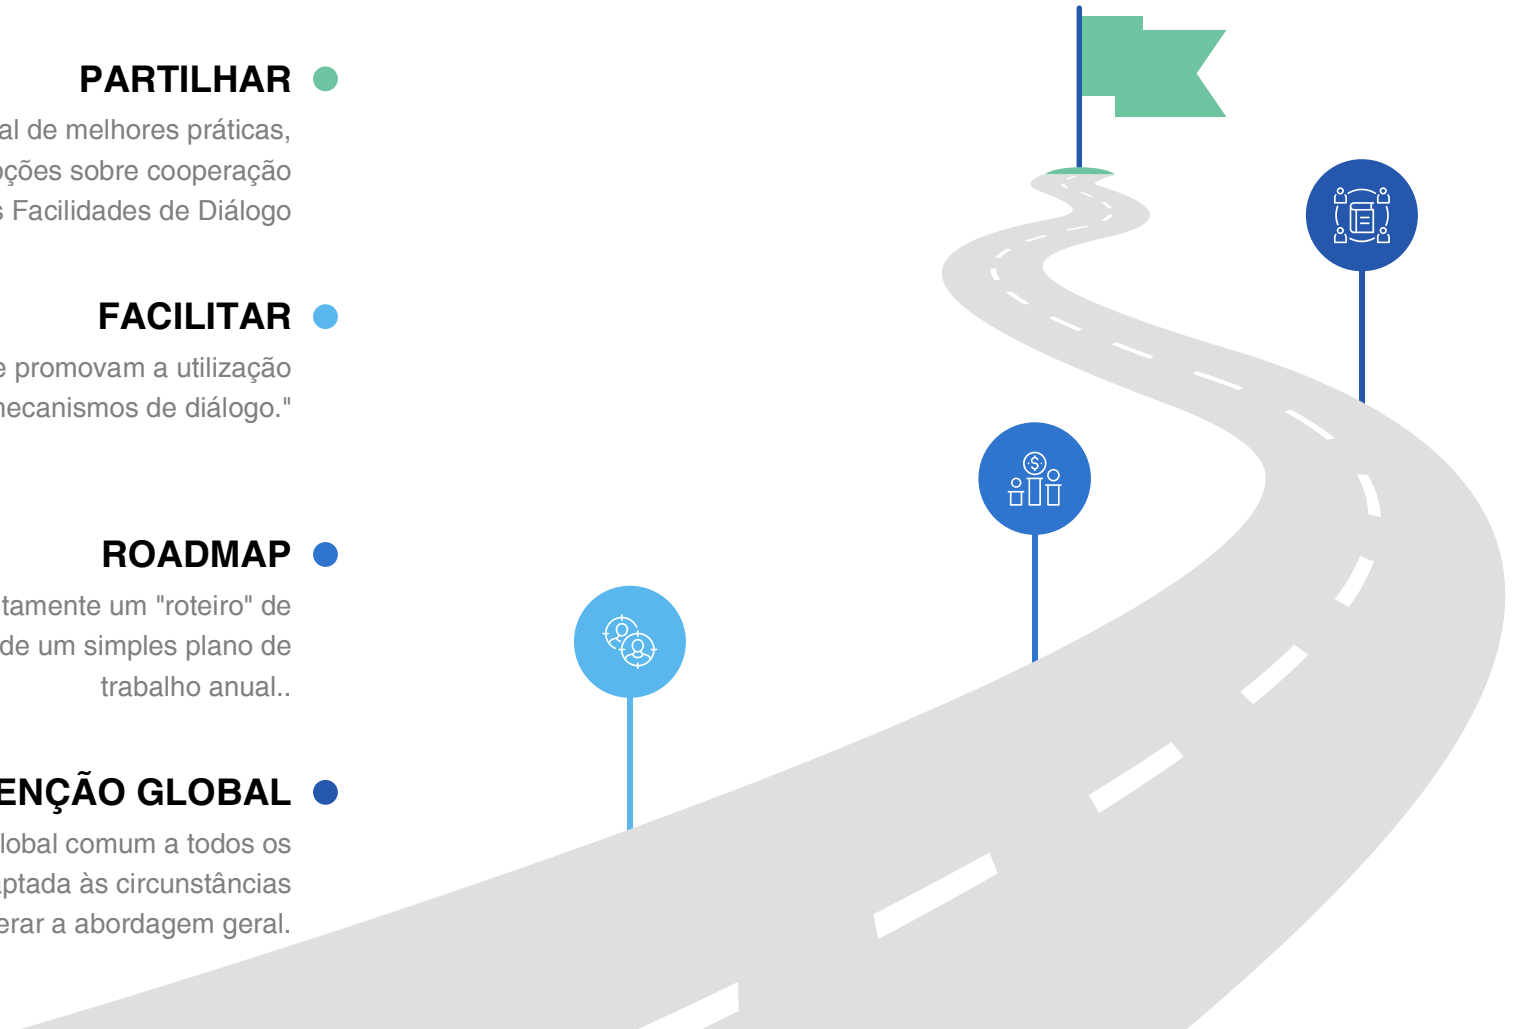 PARTILHAR
al de melhores práticas,
ções sobre cooperação
s Facilidades de Diálogo
FACILITAR
e promovam a utilização
necanismos de diálogo."
ROADMAP
tamente um "roteiro" de
de um simples plano de
trabalho anual..
ENÇÃO GLOBAL
lobal comum a todos os
ptada às circunstâncias
erar a abordagem geral.
$